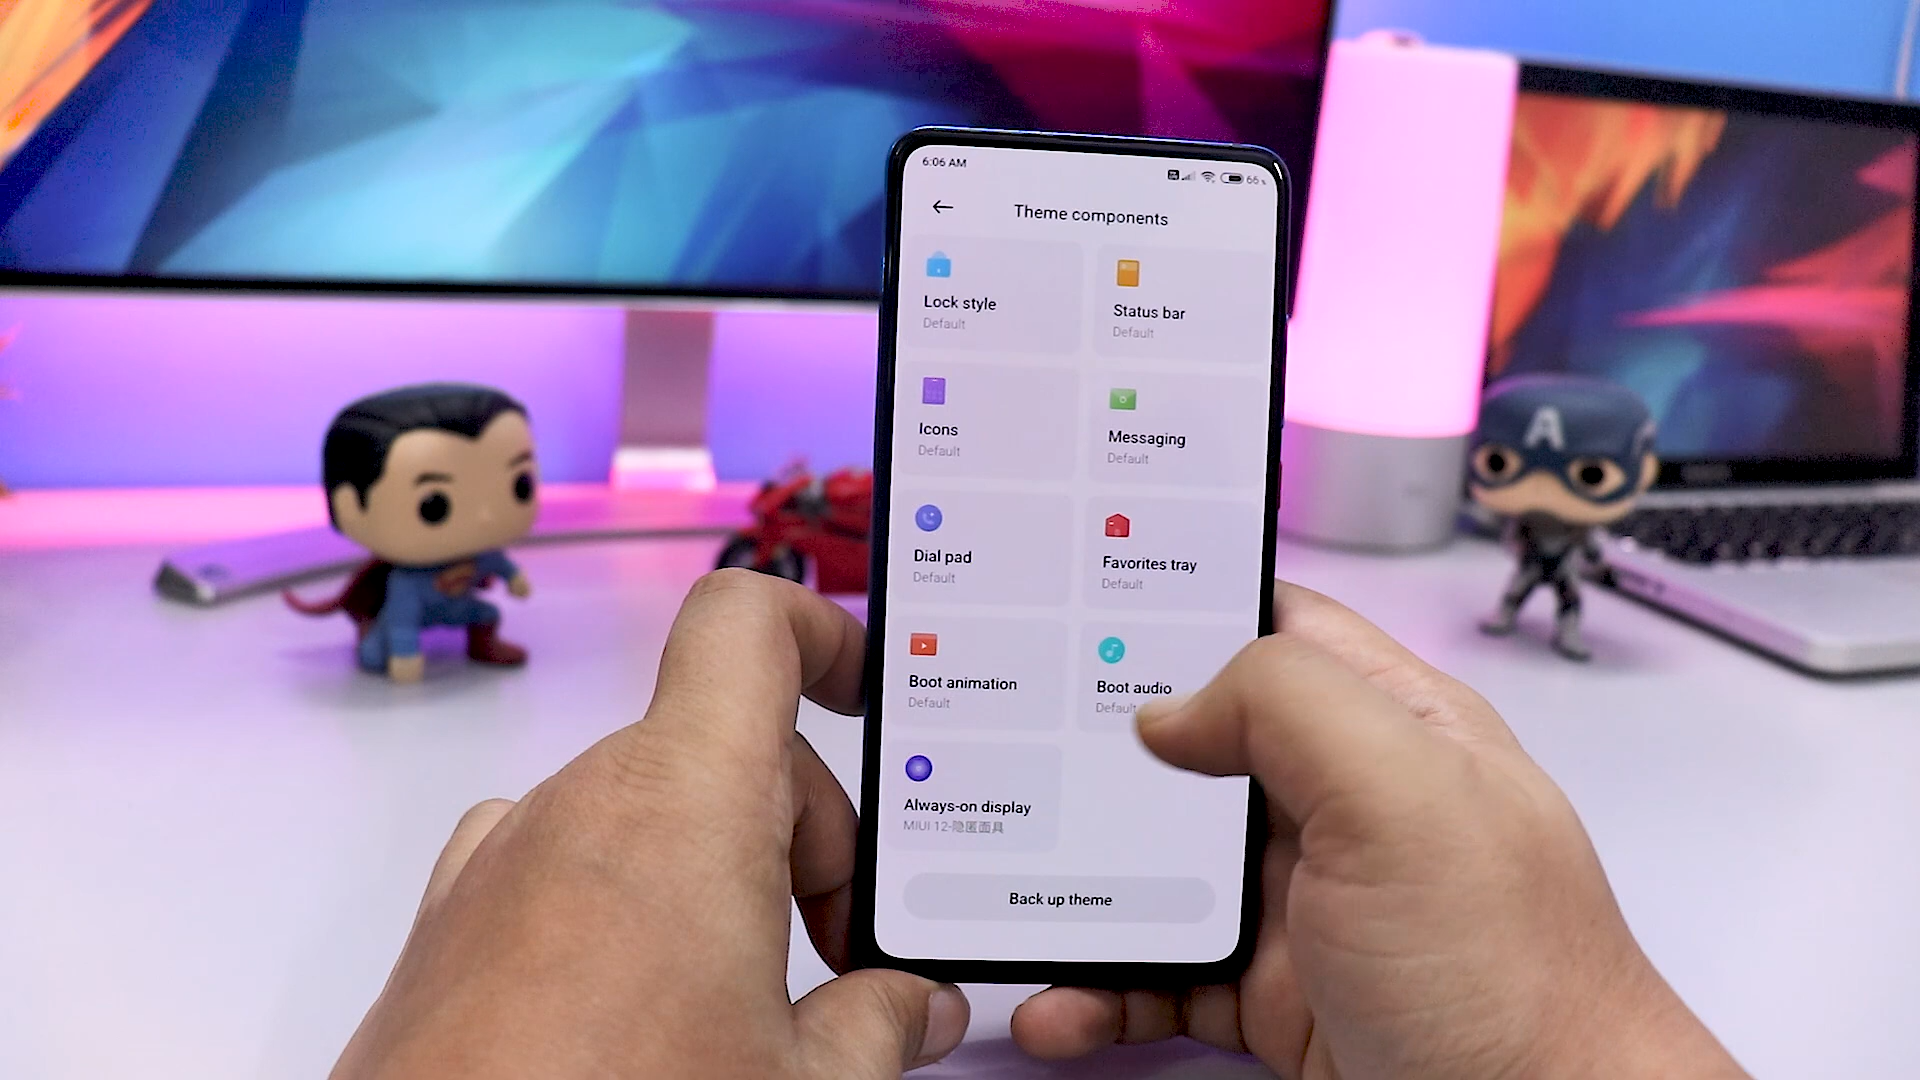 6:06 AM
66
Theme components
Lock style
Default
Status bar
Default
Icons
Default
Messaging
Default
Dial pad
Default
Favorites tray
Default
Boot animation
Default
Boot audio
Default
Always-on display
MIUI 12-隐匿面具
Back up theme
A